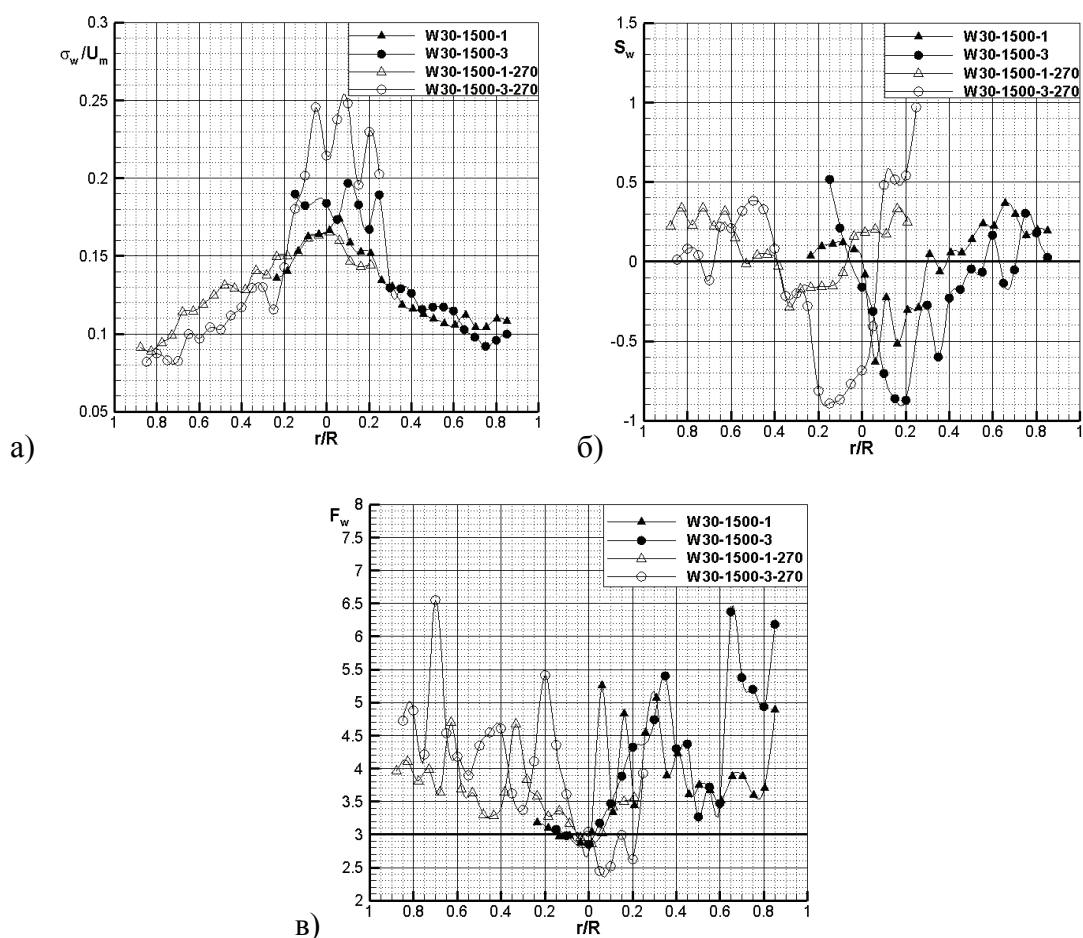 0.3
σw/Um
0.25
0.2
0.15
0.1
0.05
1 0.8 0.6 0.4 0.2 0 0.2 0.4 0.6 0.8 1
r/R
W30-1500-1
W30-1500-3
W30-1500-1-270
W30-1500-3-270
а)
1.5
Sw
1
0.5
0
-0.5
-1
1 0.8 0.6 0.4 0.2 0 0.2 0.4 0.6 0.8 1
r/R
W30-1500-1
W30-1500-3
W30-1500-1-270
W30-1500-3-270
б)
8
Fw
7.5
7
6.5
6
5.5
5
4.5
4
3.5
3
2.5
2
1 0.8 0.6 0.4 0.2 0 0.2 0.4 0.6 0.8 1
r/R
W30-1500-1
W30-1500-3
W30-1500-1-270
W30-1500-3-270
в)